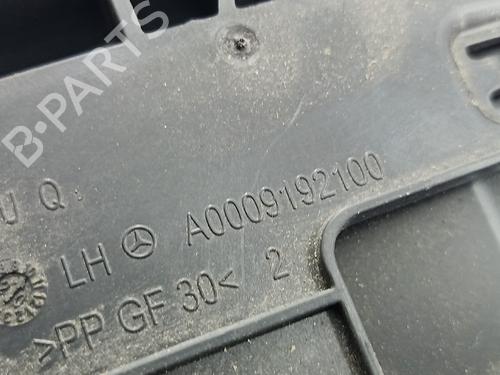 B-PARTS
U Q
LH A0009192100
>PP GF 30< 2